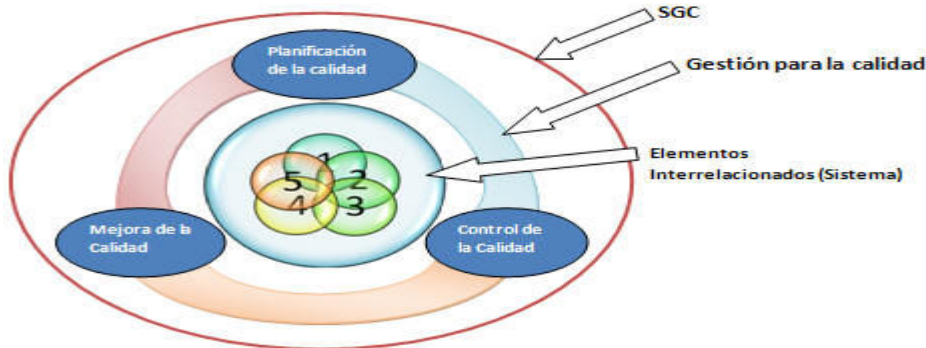 SGC
Planificación
de la calidad
Gestión para la calidad
1
5
2
4
3
Elementos
Interrelacionados (Sistema)
Mejora de la
Calidad
Control de
la Calidad